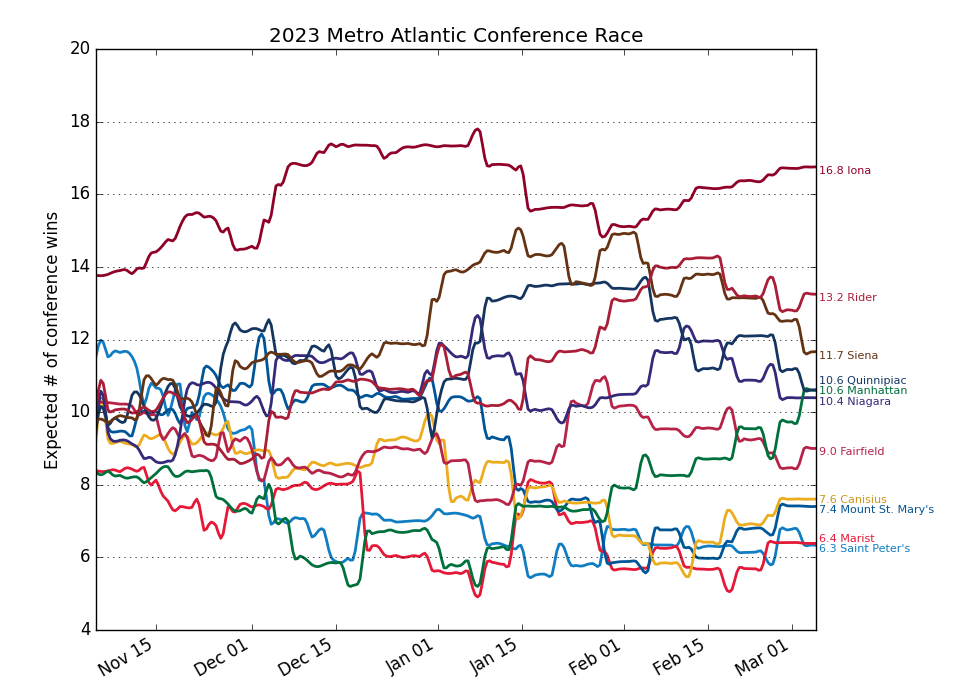 2023 Metro Atlantic Conference Race
Expected # of conference wins
20
18
16
14
12
10
8
6
4
16.8 Iona
13.2 Rider
11.7 Siena
10.6 Quinnipiac
10.6 Manhattan
10.4 Niagara
9.0 Fairfield
7.6 Canisius
7.4 Mount St. Mary's
6.4 Marist
6.3 Saint Peter's
Nov 15
Dec 01
Dec 15
Jan 01
Jan 15
Feb 01
Feb 15
Mar 01